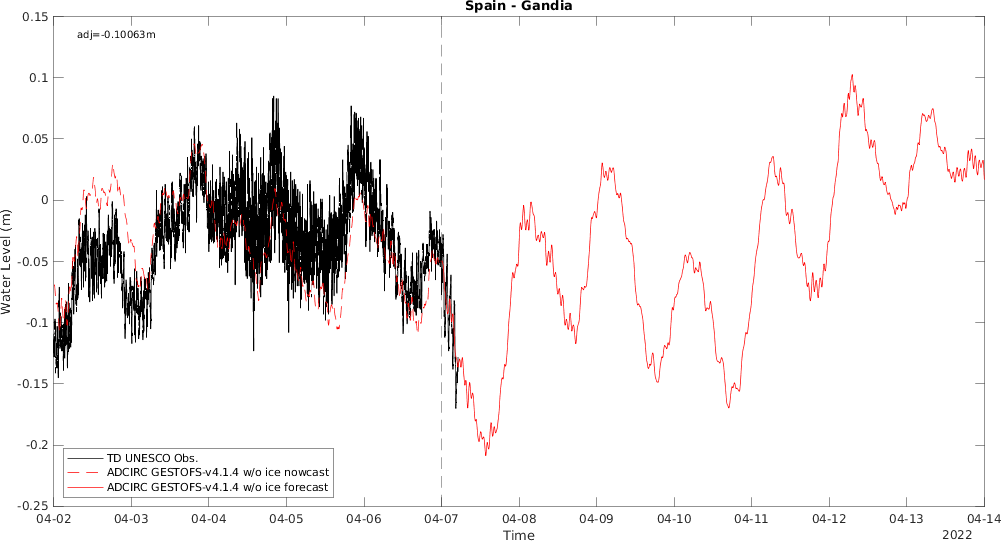 Spain - Gandia
adj=-0.10063m
0.15
0.1
0.05
0
-0.05
-0.1
-0.15
-0.2
-0.25
Water Level (m)
TD UNESCO Obs.
ADCIRC GESTOFS-v4.1.4 w/o ice nowcast
ADCIRC GESTOFS-v4.1.4 w/o ice forecast
04-02 04-03 04-04 04-05 04-06 04-07 04-08 04-09 04-10 04-11 04-12 04-13 04-14
Time
2022